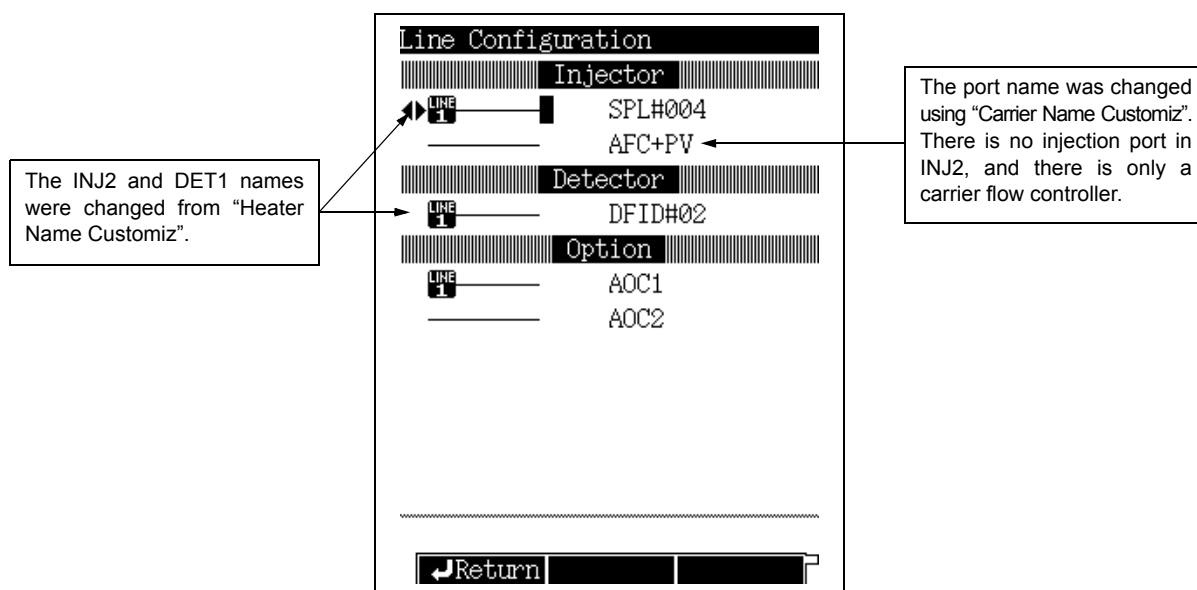 Line Configuration
Injector
LINE 1 SPL#004
AFC+PV
Detector
LINE 1 DFID#02
Option
LINE 1 AOC1
AOC2
Return
The INJ2 and DET1 names
were changed from “Heater
Name Customiz”.
The port name was changed
using “Carrier Name Customiz”.
There is no injection port in
INJ2, and there is only a
carrier flow controller.